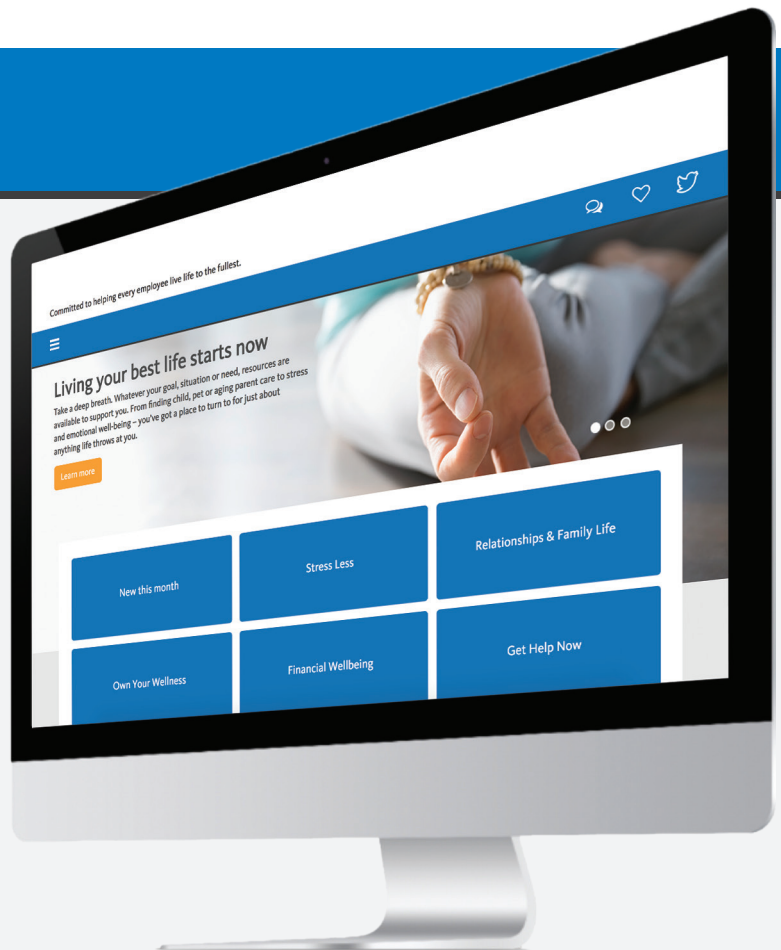 Committed to helping every employee live life to the fullest.
Living your best life starts now
Take a deep breath. Whatever your goal, situation or need, resources are
available to support you. From finding child, pet or aging parent care to stress
and emotional well-being – you've got a place to turn to for just about
anything life throws at you.
Learn more
New this month
Stress Less
Relationships & Family Life
Own Your Wellness
Financial Wellbeing
Get Help Now